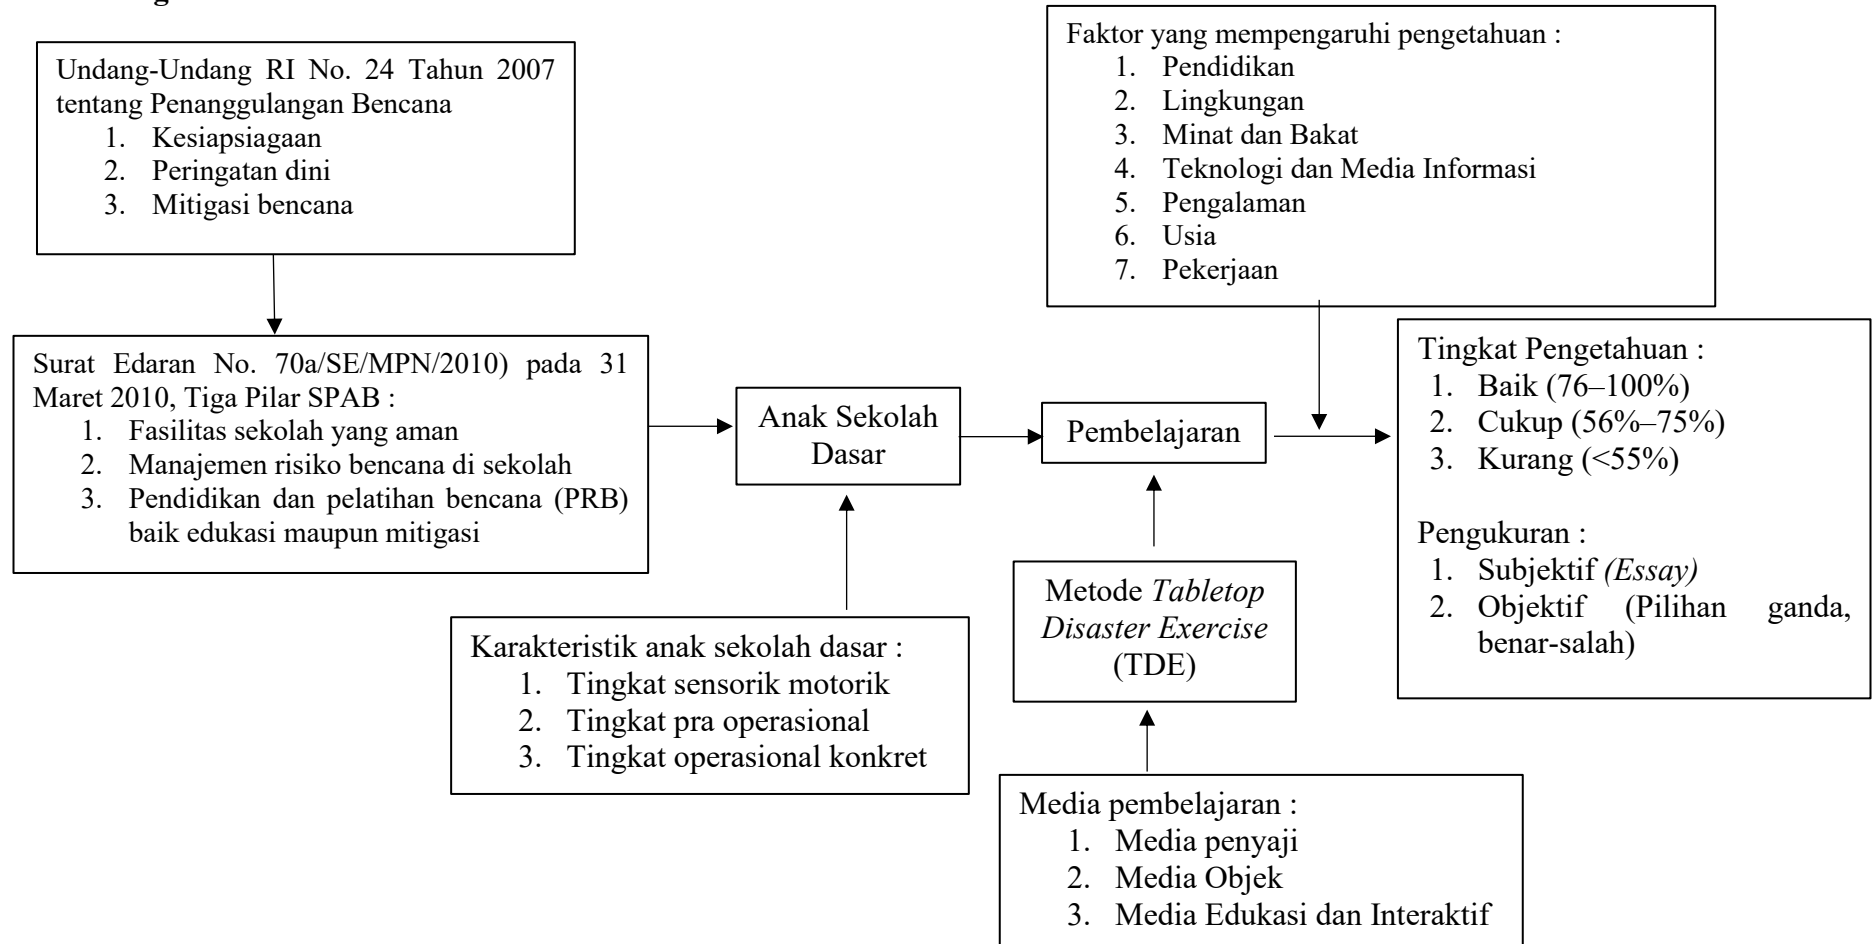 Undang-Undang RI No. 24 Tahun 2007
tentang Penanggulangan Bencana
1. Kesiapsiagaan
2. Peringatan dini
3. Mitigasi bencana
Faktor yang mempengaruhi pengetahuan :
1. Pendidikan
2. Lingkungan
3. Minat dan Bakat
4. Teknologi dan Media Informasi
5. Pengalaman
6. Usia
7. Pekerjaan
Surat Edaran No. 70a/SE/MPN/2010) pada 31
Maret 2010, Tiga Pilar SPAB :
1. Fasilitas sekolah yang aman
2. Manajemen risiko bencana di sekolah
3. Pendidikan dan pelatihan bencana (PRB)
baik edukasi maupun mitigasi
Anak Sekolah
Dasar
Pembelajaran
Tingkat Pengetahuan :
1. Baik (76–100%)
2. Cukup (56%–75%)
3. Kurang (<55%)
Pengukuran :
1. Subjektif (Essay)
2. Objektif (Pilihan ganda,
benar-salah)
Karakteristik anak sekolah dasar :
1. Tingkat sensorik motorik
2. Tingkat pra operasional
3. Tingkat operasional konkret
Metode Tabletop
Disaster Exercise
(TDE)
Media pembelajaran :
1. Media penyaji
2. Media Objek
3. Media Edukasi dan Interaktif